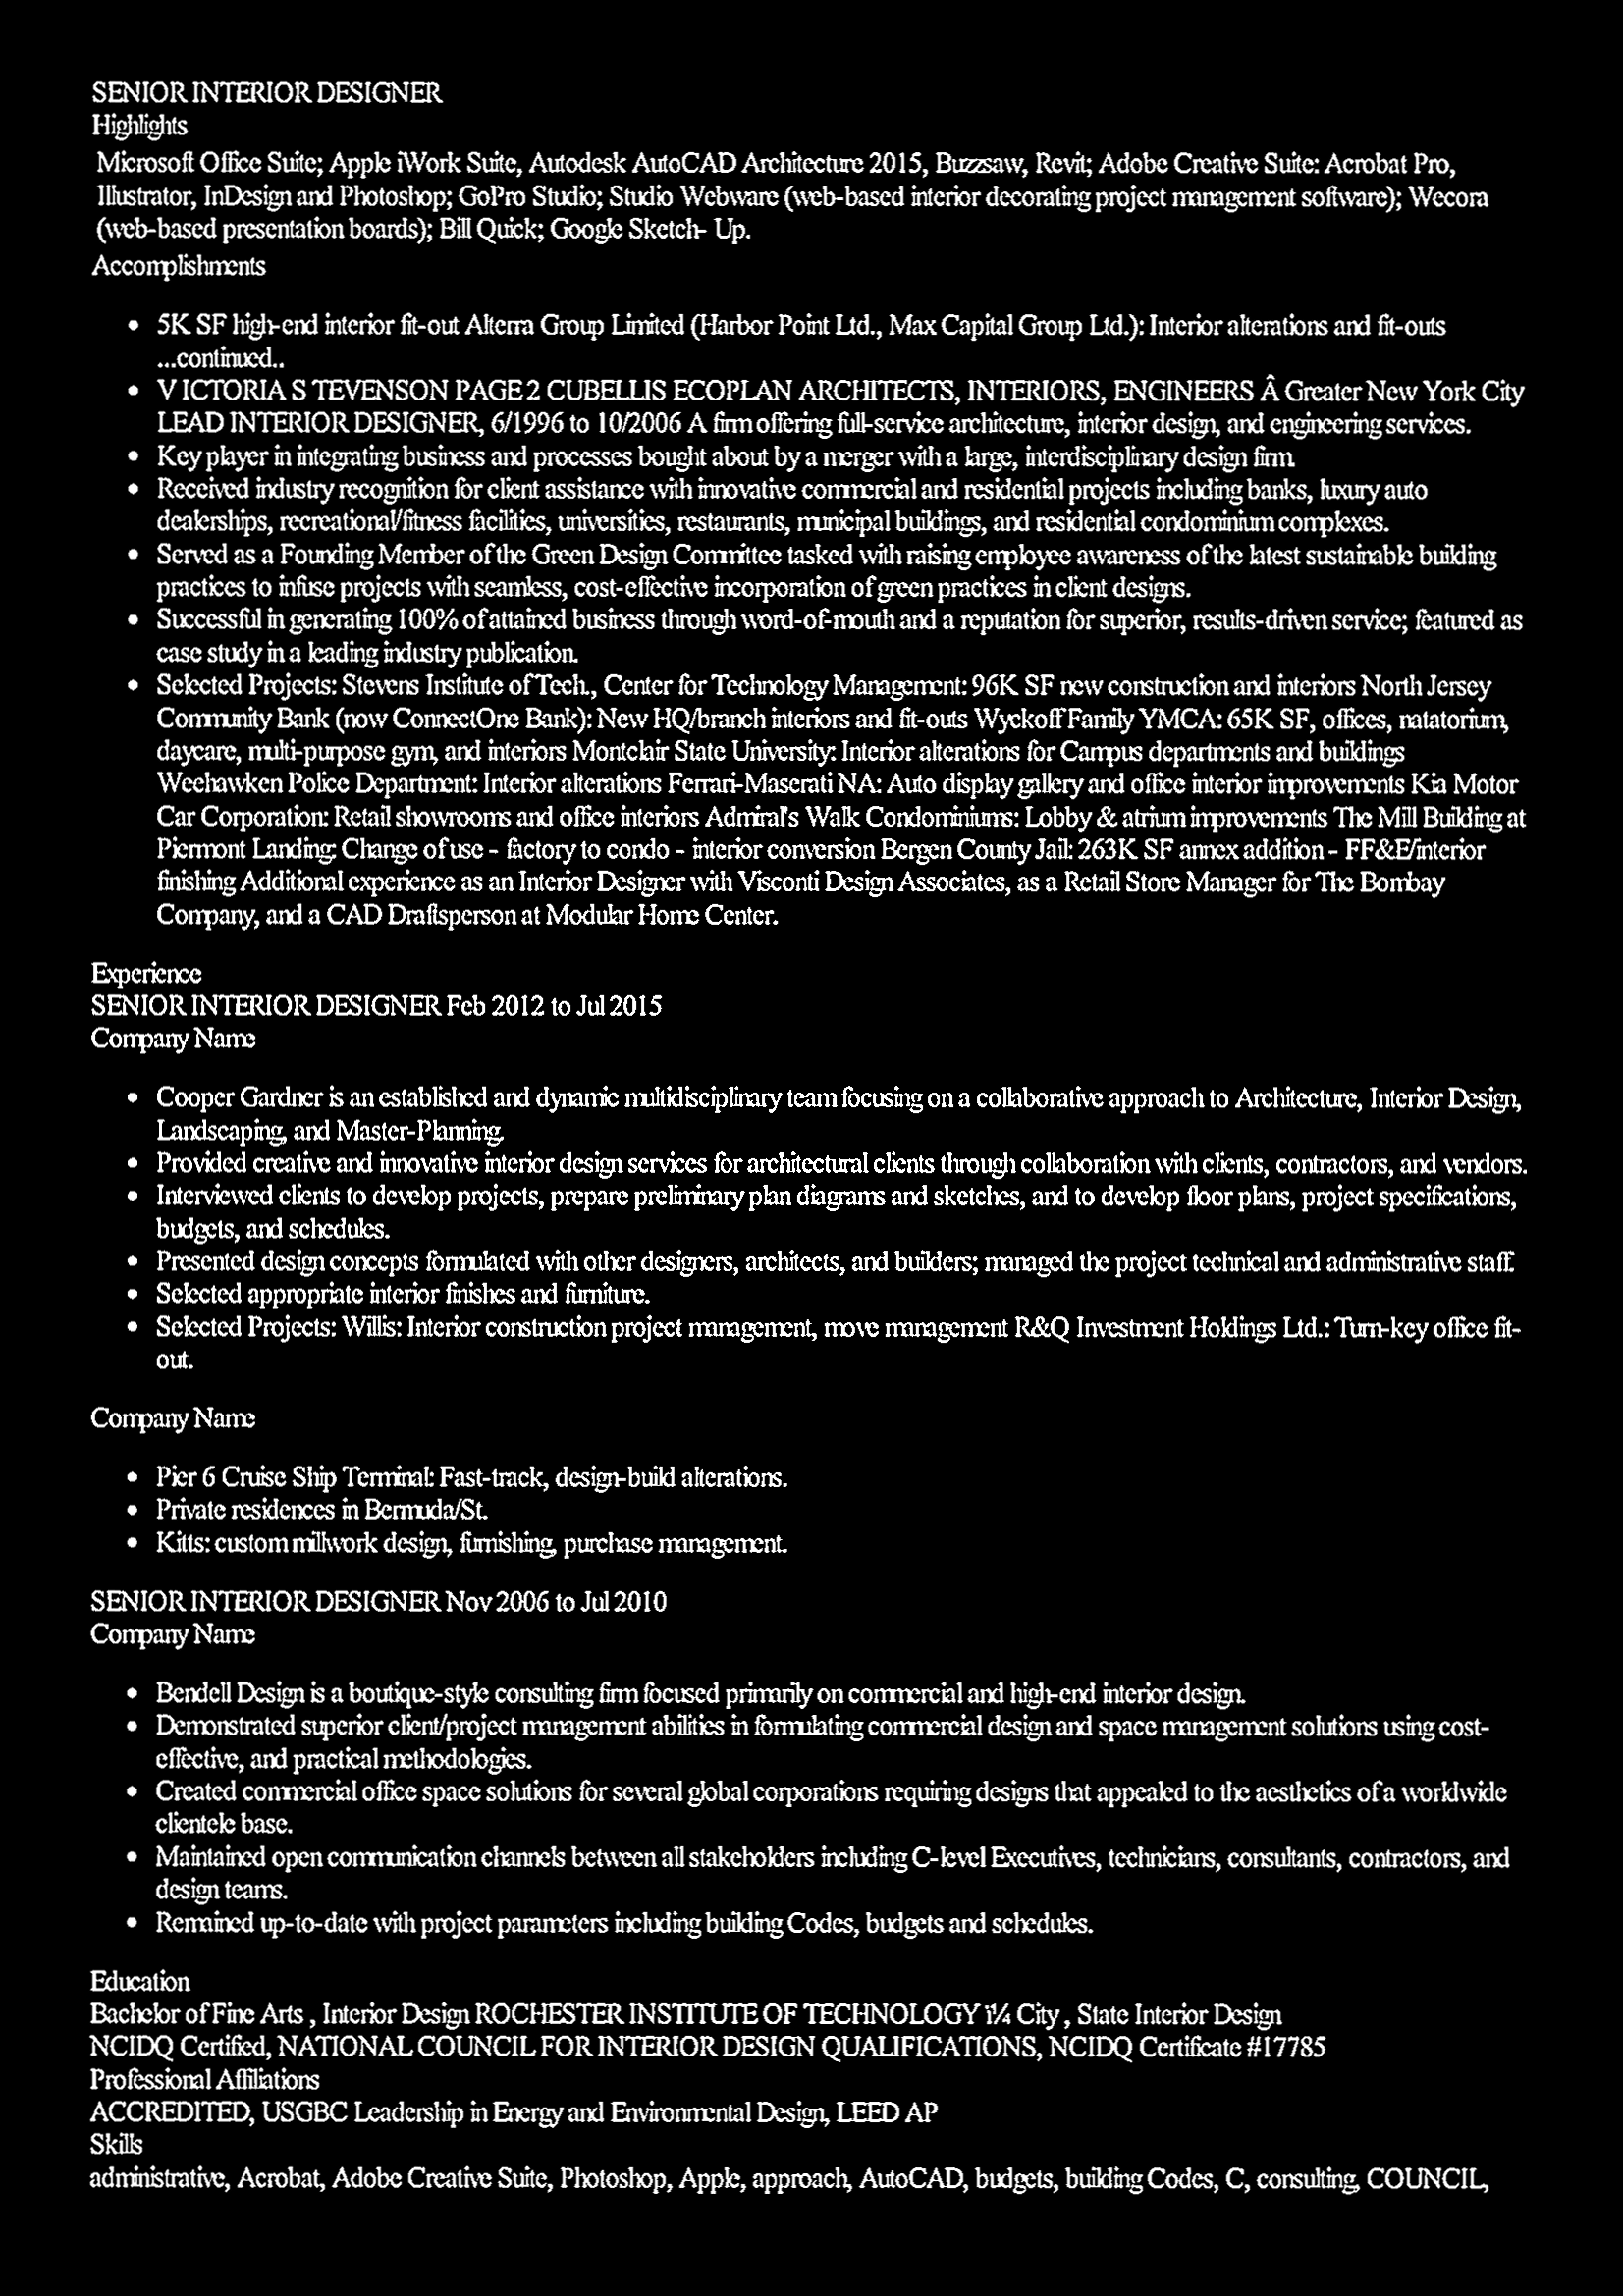 SENIOR INTERIOR DESIGNER
Highlights
Microsoft Office Suite; Apple iWork Suite, Autodesk AutoCAD Architecture 2015, Buzzsaw, Revit; Adobe Creative Suite: Acrobat Pro,
Illustrator, InDesign and Photoshop; GoPro Studio; Studio Webware (web-based interior decorating project management software); Wecora
(web-based presentation boards); Bill Quick; Google Sketch- Up.
Accomplishments
• 5K SF high-end interior fit-out Alterra Group Limited (Harbor Point Ltd., Max Capital Group Ltd.): Interior alterations and fit-outs
...continued..
• V ICTORIA S TEVENSON PAGE 2 CUBELLIS ECOPLAN ARCHITECTS, INTERIORS, ENGINEERS Â Greater New York City
LEAD INTERIOR DESIGNER, 6/1996 to 10/2006 A firm offering full-service architecture, interior design, and engineering services.
• Key player in integrating business and processes bought about by a merger with a large, interdisciplinary design firm.
• Received industry recognition for client assistance with innovative commercial and residential projects including banks, luxury auto
dealerships, recreational/fitness facilities, universities, restaurants, municipal buildings, and residential condominium complexes.
• Served as a Founding Member of the Green Design Committee tasked with raising employee awareness of the latest sustainable building
practices to infuse projects with seamless, cost-effective incorporation of green practices in client designs.
• Successful in generating 100% of attained business through word-of-mouth and a reputation for superior, results-driven service; featured as
case study in a leading industry publication.
• Selected Projects: Stevens Institute of Tech., Center for Technology Management: 96K SF new construction and interiors North Jersey
Community Bank (now ConnectOne Bank): New HQ/branch interiors and fit-outs Wyckoff Family YMCA: 65K SF, offices, natatorium,
daycare, multi-purpose gym, and interiors Montclair State University: Interior alterations for Campus departments and buildings
Weehawken Police Department: Interior alterations Ferrari-Maserati NA: Auto display gallery and office interior improvements Kia Motor
Car Corporation: Retail showrooms and office interiors Admiral's Walk Condominiums: Lobby & atrium improvements The Mill Building at
Piermont Landing: Change of use - factory to condo - interior conversion Bergen County Jail: 263K SF annex addition - FF&E/interior
finishing Additional experience as an Interior Designer with Visconti Design Associates, as a Retail Store Manager for The Bombay
Company, and a CAD Draftsperson at Modular Home Center.
Experience
SENIOR INTERIOR DESIGNER Feb 2012 to Jul 2015
Company Name
• Cooper Gardner is an established and dynamic multidisciplinary team focusing on a collaborative approach to Architecture, Interior Design,
Landscaping, and Master-Planning.
• Provided creative and innovative interior design services for architectural clients through collaboration with clients, contractors, and vendors.
• Interviewed clients to develop projects, prepare preliminary plan diagrams and sketches, and to develop floor plans, project specifications,
budgets, and schedules.
• Presented design concepts formulated with other designers, architects, and builders; managed the project technical and administrative staff.
• Selected appropriate interior finishes and furniture.
• Selected Projects: Willis: Interior construction project management, move management R&Q Investment Holdings Ltd.: Turn-key office fit-
out.
Company Name
• Pier 6 Cruise Ship Terminal: Fast-track, design-build alterations.
• Private residences in Bermuda/St.
• Kitts: custom millwork design, furnishing, purchase management.
SENIOR INTERIOR DESIGNER Nov 2006 to Jul 2010
Company Name
• Bendell Design is a boutique-style consulting firm focused primarily on commercial and high-end interior design.
• Demonstrated superior client/project management abilities in formulating commercial design and space management solutions using cost-
effective, and practical methodologies.
• Created commercial office space solutions for several global corporations requiring designs that appealed to the aesthetics of a worldwide
clientele base.
• Maintained open communication channels between all stakeholders including C-level Executives, technicians, consultants, contractors, and
design teams.
• Remained up-to-date with project parameters including building Codes, budgets and schedules.
Education
Bachelor of Fine Arts , Interior Design ROCHESTER INSTITUTE OF TECHNOLOGY ï¼ City , State Interior Design
NCIDQ Certified, NATIONAL COUNCIL FOR INTERIOR DESIGN QUALIFICATIONS, NCIDQ Certificate #17785
Professional Affiliations
ACCREDITED, USGBC Leadership in Energy and Environmental Design, LEED AP
Skills
administrative, Acrobat, Adobe Creative Suite, Photoshop, Apple, approach, AutoCAD, budgets, building Codes, C, consulting, COUNCIL,